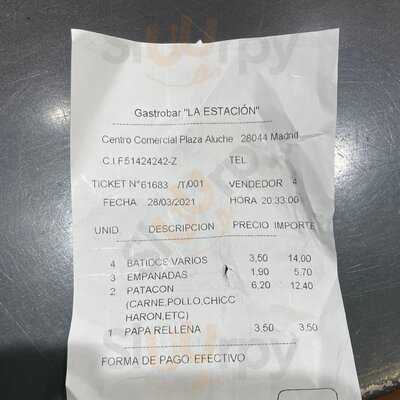 Gastrobar "LA ESTACIÓN"
Centro Comercial Plaza Aluche 28044 Madrid
C.I.F51424242-Z TEL
TICKET Nº61683 /T/001 VENDEDOR 4
FECHA 28/03/2021 HORA 20:33:00
UNID. DESCRIPCION PRECIO IMPORTE
4 BATIDOS VARIOS 3,50 14.00
3 EMPANADAS 1.90 5.70
2 PATACON 6,20 12.40
(CARNE,POLLO,CHICC
HARON,ETC)
1 PAPA RELLENA 3.50 3.50
FORMA DE PAGO: EFECTIVO
Sluurpy
Sluurpy